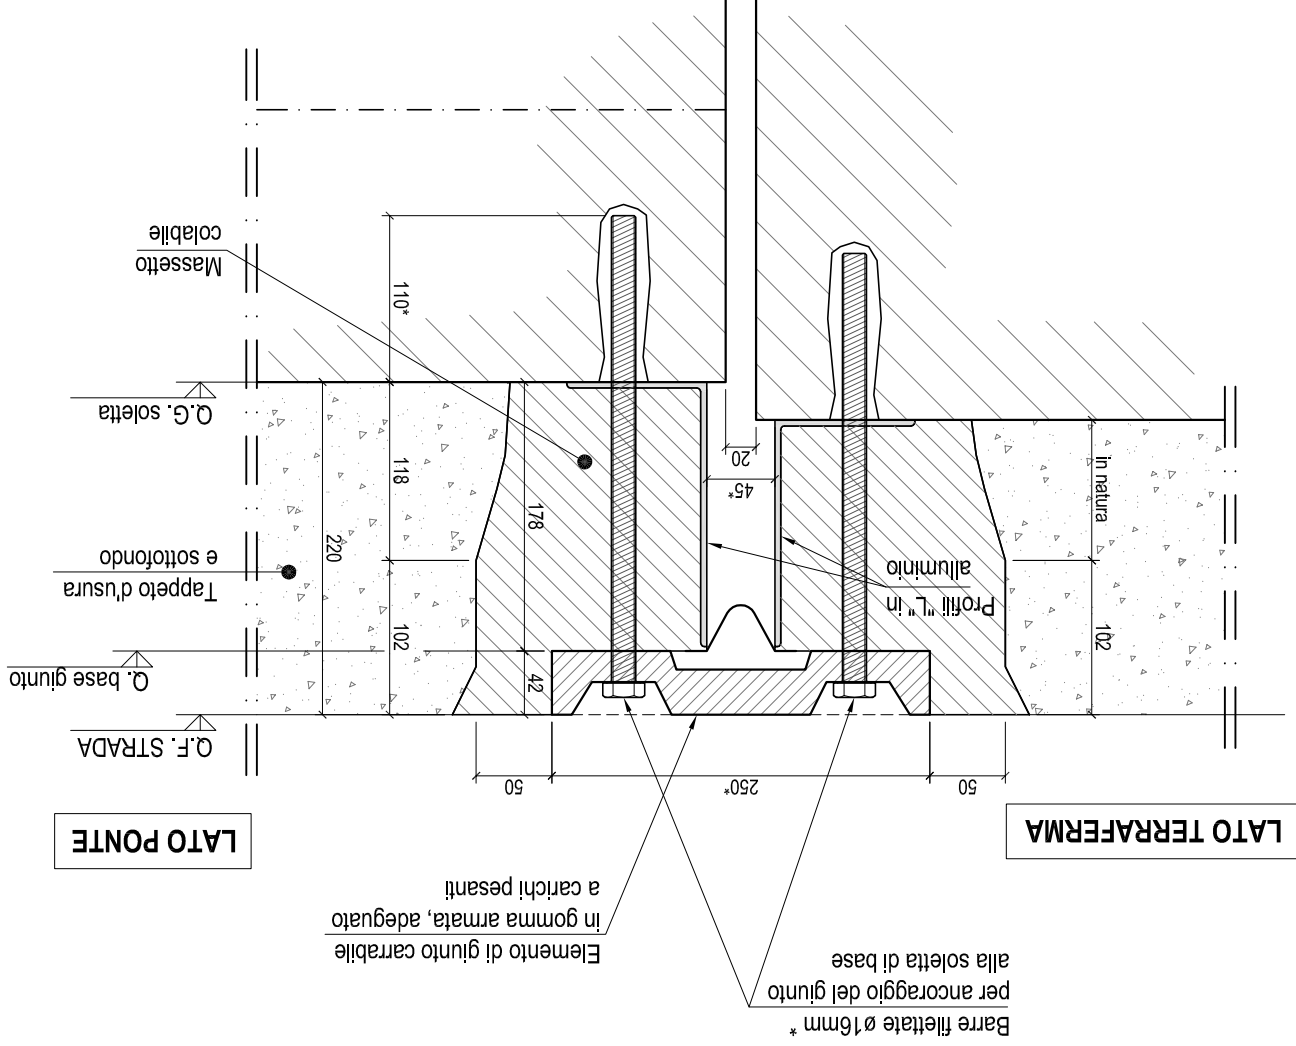 Barre filettate ø16mm *
per ancoraggio del giunto
alla soletta di base
Elemento di giunto carrabile
in gomma armata, adeguato
a carichi pesanti
LATO TERRAFERMA
LATO PONTE
50
250*
50
Q.F. STRADA
42
Q. base giunto
102
102
Profili "L" in
alluminio
Tappeto d'usura
e sottofondo
220
178
45*
in natura
118
20
Q.G. soletta
110*
Massetto
colabile